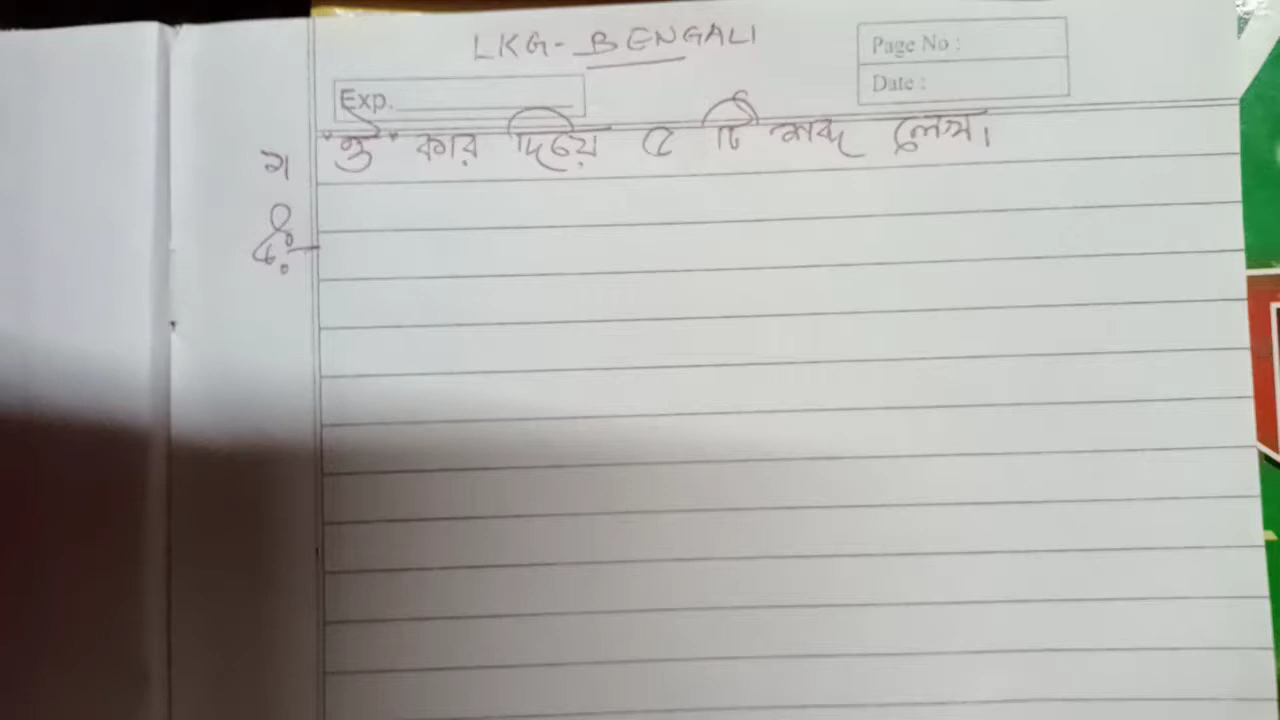 LKG- BENGALI
Page No :
Date :
Exp.
"উ" কার দিয়ে ৫ টি শব্দ লেখ।
গ